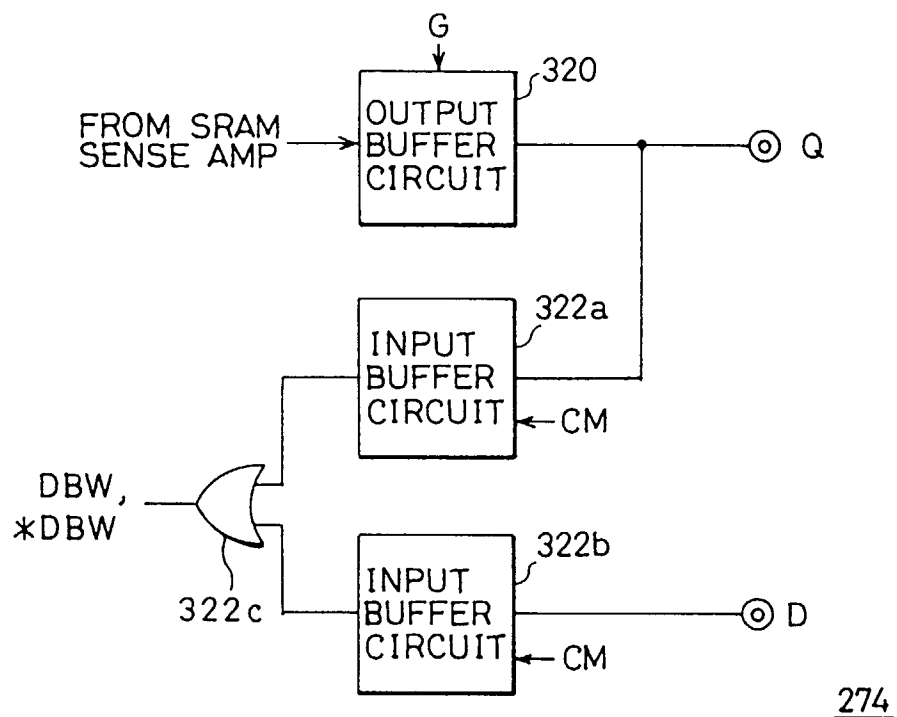 G
320
FROM SRAM
SENSE AMP
OUTPUT
BUFFER
CIRCUIT
Q
322a
INPUT
BUFFER
CIRCUIT
CM
DBW,
*DBW
322c
322b
INPUT
BUFFER
CIRCUIT
D
CM
274